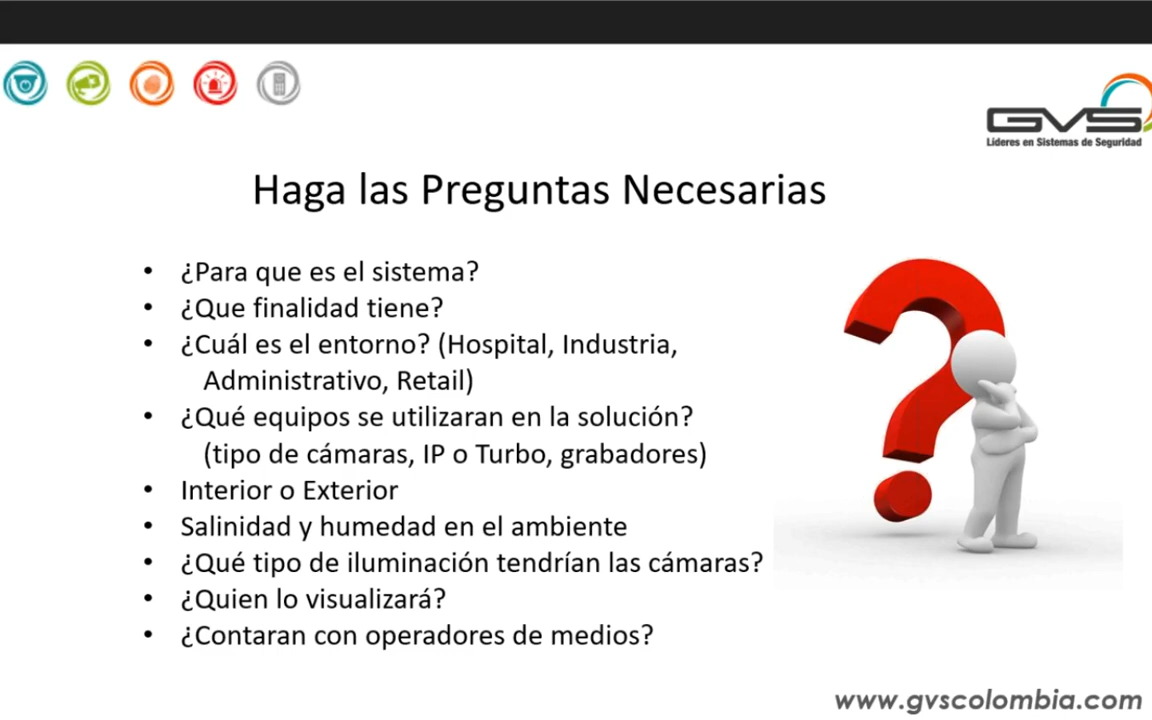 GVS
Líderes en Sistemas de Seguridad
Haga las Preguntas Necesarias
• ¿Para que es el sistema?
• ¿Que finalidad tiene?
• ¿Cuál es el entorno? (Hospital, Industria,
Administrativo, Retail)
• ¿Qué equipos se utilizaran en la solución?
(tipo de cámaras, IP o Turbo, grabadores)
• Interior o Exterior
• Salinidad y humedad en el ambiente
• ¿Qué tipo de iluminación tendrían las cámaras?
• ¿Quien lo visualizará?
• ¿Contaran con operadores de medios?
www.gvscolombia.com